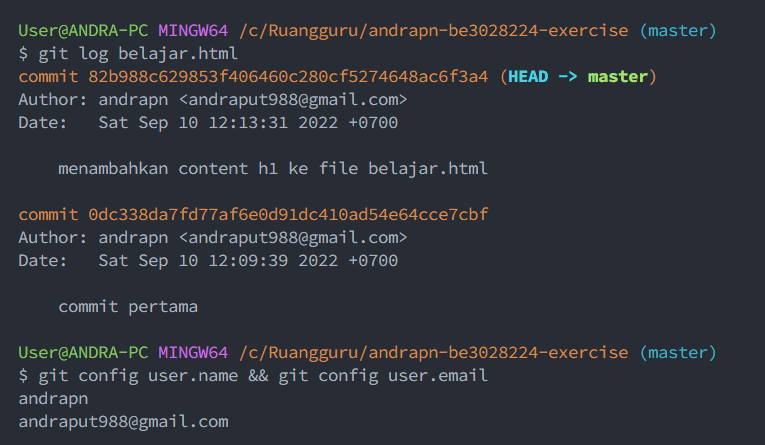 User@ANDRA-PC MINGW64 /c/Ruangguru/andrapn-be3028224-exercise (master)
$ git log belajar.html
commit 82b988c629853f406460c280cf5274648ac6f3a4 (HEAD -> master)
Author: andrapn <andraput988@gmail.com>
Date:   Sat Sep 10 12:13:31 2022 +0700
menambahkan content h1 ke file belajar.html
commit 0dc338da7fd77af6e0d91dc410ad54e64cce7cbf
Author: andrapn <andraput988@gmail.com>
Date:   Sat Sep 10 12:09:39 2022 +0700
commit pertama
User@ANDRA-PC MINGW64 /c/Ruangguru/andrapn-be3028224-exercise (master)
$ git config user.name && git config user.email
andrapn
andraput988@gmail.com